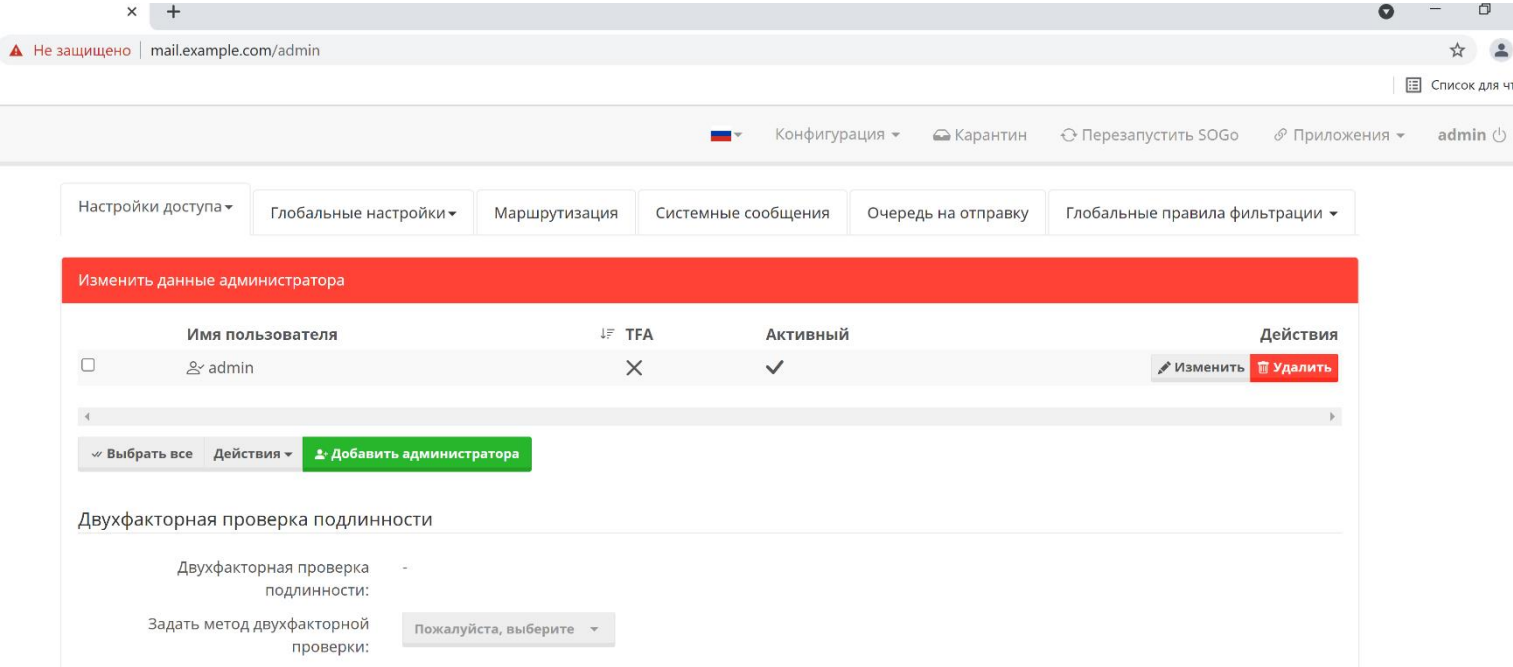 Не защищено mail.example.com/admin
Список для чт
Конфигурация Карантин Перезапустить SOGo Приложения admin
Настройки доступа Глобальные настройки Маршрутизация Системные сообщения Очередь на отправку Глобальные правила фильтрации
Изменить данные администратора
Имя пользователя TFA Активный Действия
admin Изменить Удалить
Выбрать все Действия Добавить администратора
Двухфакторная проверка подлинности
Двухфакторная проверка -
подлинности:
Задать метод двухфакторной Пожалуйста, выберите
проверки: